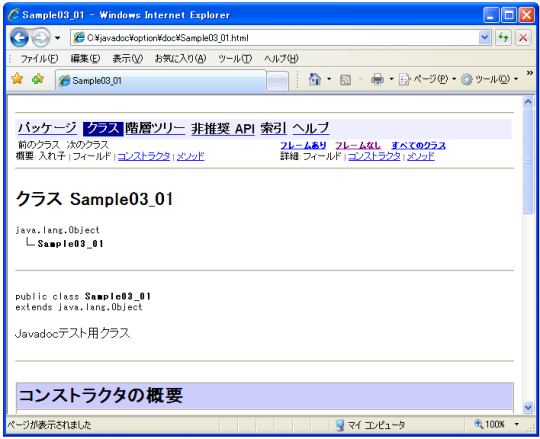 Sample03_01 - Windows Internet Explorer
C:¥javadoc¥option¥doc¥Sample03_01.html
ファイル(F) 編集(E) 表示(V) お気に入り(A) ツール(T) ヘルプ(H)
Sample03_01 ページ(P) ツール(O) »
パッケージ クラス 階層ツリー 非推奨 API 索引 ヘルプ
前のクラス 次のクラス フレームあり フレームなし すべてのクラス
概要: 入れ子 | フィールド | コンストラクタ | メソッド 詳細: フィールド | コンストラクタ | メソッド
クラス Sample03_01
java.lang.Object
Sample03_01
public class Sample03_01
extends java.lang.Object
Javadocテスト用クラス
コンストラクタの概要
ページが表示されました マイ コンピュータ 100%